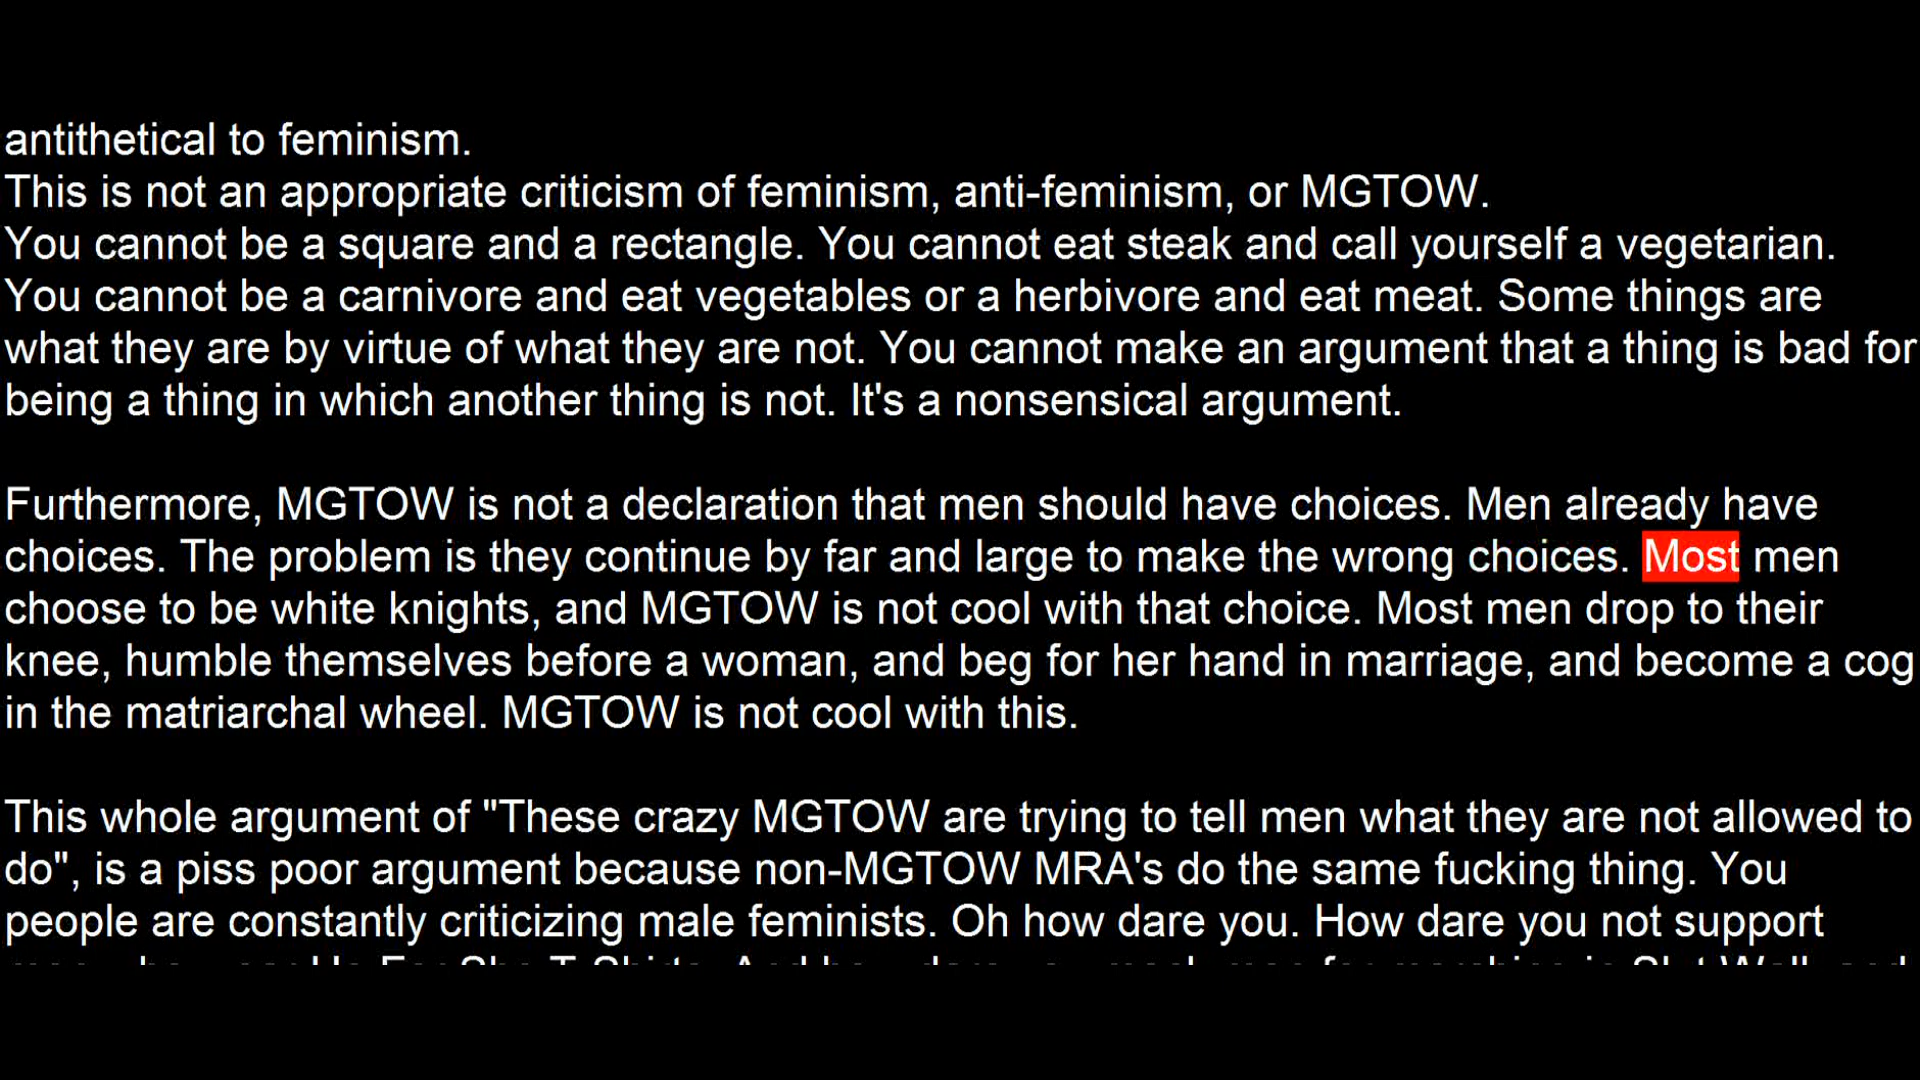 antithetical to feminism.
This is not an appropriate criticism of feminism, anti-feminism, or MGTOW.
You cannot be a square and a rectangle. You cannot eat steak and call yourself a vegetarian.
You cannot be a carnivore and eat vegetables or a herbivore and eat meat. Some things are
what they are by virtue of what they are not. You cannot make an argument that a thing is bad for
being a thing in which another thing is not. It's a nonsensical argument.
Furthermore, MGTOW is not a declaration that men should have choices. Men already have
choices. The problem is they continue by far and large to make the wrong choices. Most men
choose to be white knights, and MGTOW is not cool with that choice. Most men drop to their
knee, humble themselves before a woman, and beg for her hand in marriage, and become a cog
in the matriarchal wheel. MGTOW is not cool with this.
This whole argument of "These crazy MGTOW are trying to tell men what they are not allowed to
do", is a piss poor argument because non-MGTOW MRA's do the same fucking thing. You
people are constantly criticizing male feminists. Oh how dare you. How dare you not support